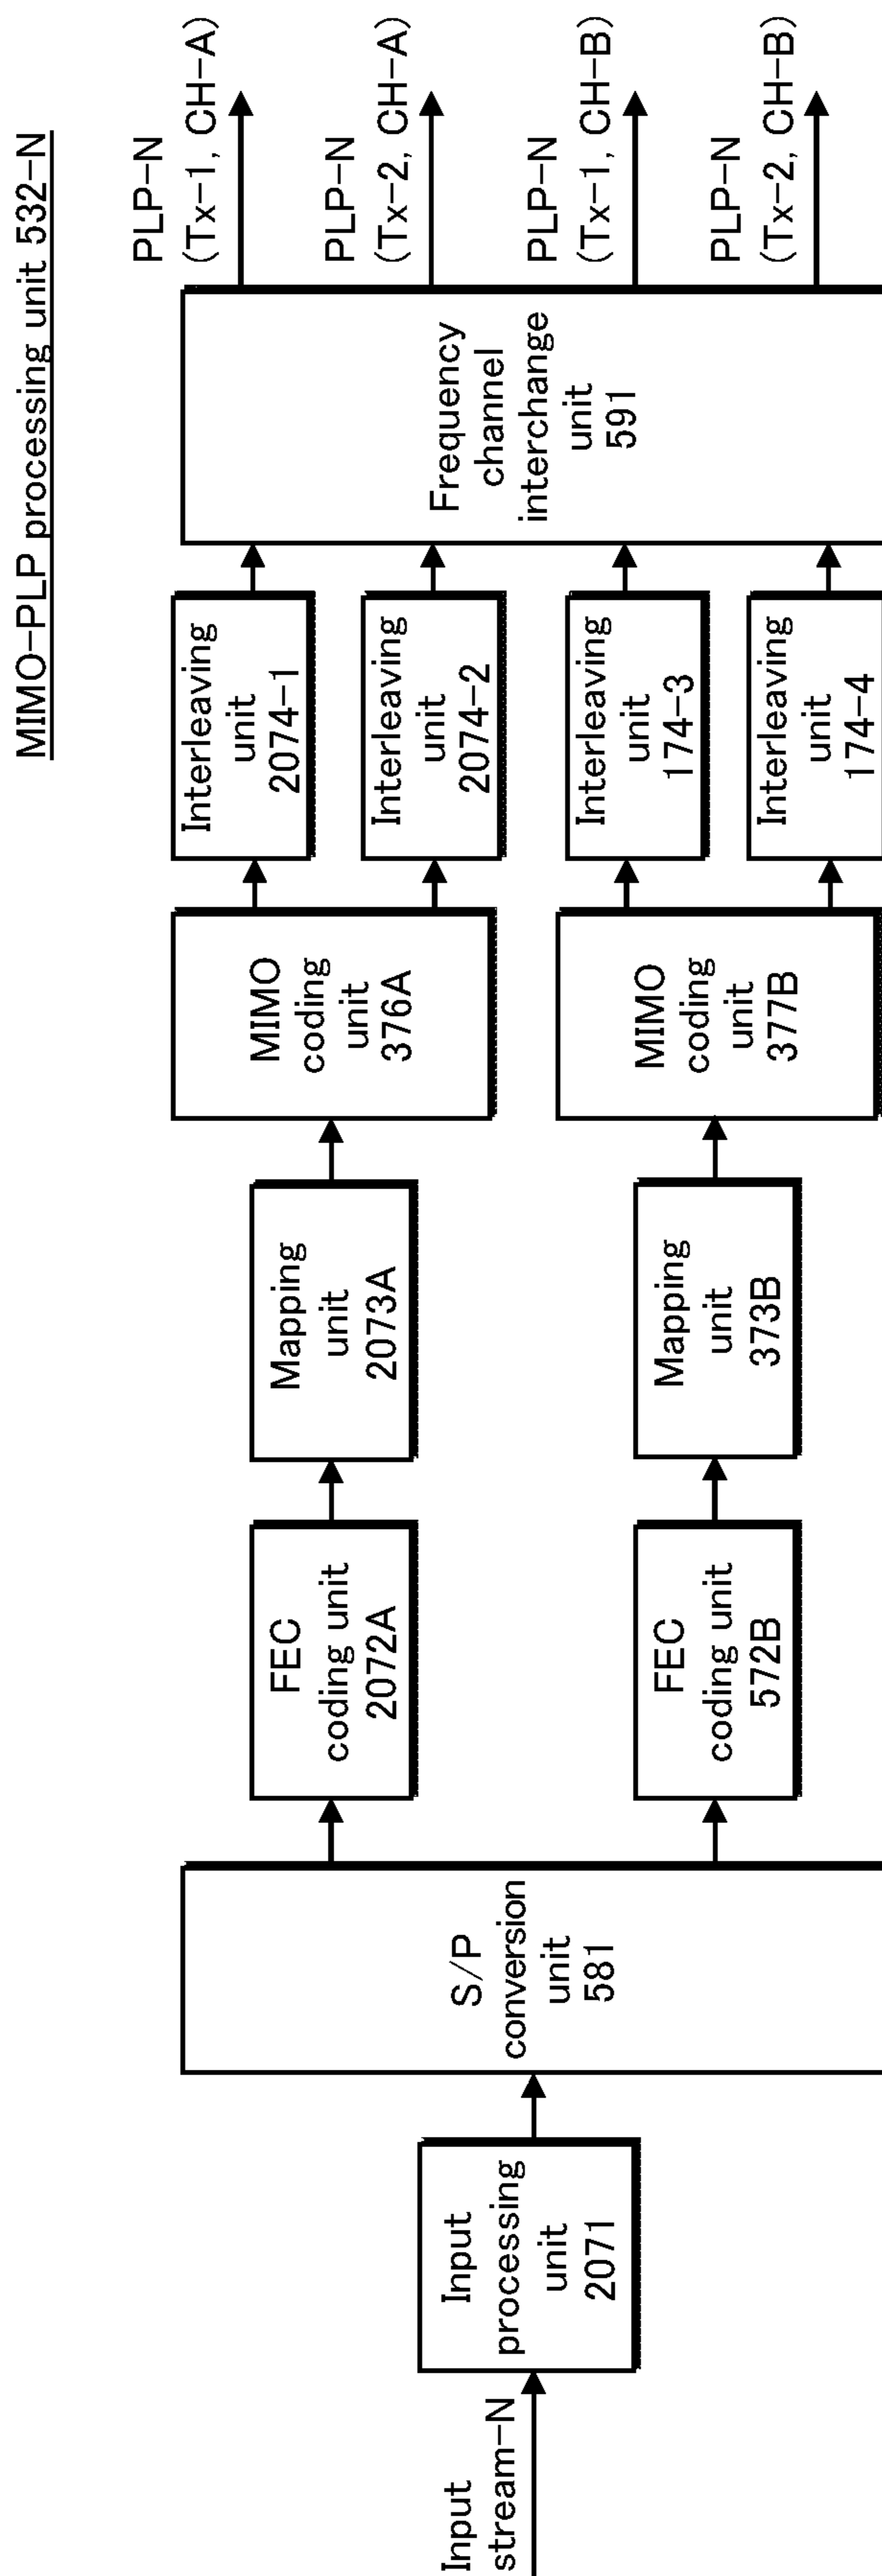 MIMO-PLP processing unit 532-N
Input
stream-N
Input
processing
unit
2071
S/P
conversion
unit
581
FEC
coding unit
2072A
Mapping
unit
2073A
MIMO
coding
unit
376A
Interleaving
unit
2074-1
Interleaving
unit
2074-2
FEC
coding unit
572B
Mapping
unit
373B
MIMO
coding
unit
377B
Interleaving
unit
174-3
Interleaving
unit
174-4
Frequency
channel
interchange
unit
591
PLP-N
(Tx-1, CH-A)
PLP-N
(Tx-2, CH-A)
PLP-N
(Tx-1, CH-B)
PLP-N
(Tx-2, CH-B)